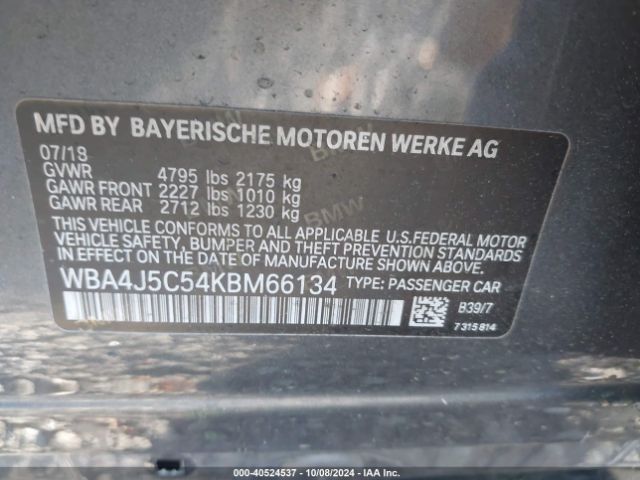 MFD BY BAYERISCHE MOTOREN WERKE AG
07/18
GVWR 4795 lbs 2175 kg
GAWR FRONT 2227 lbs 1010 kg
GAWR REAR 2712 lbs 1230 kg
THIS VEHICLE CONFORMS TO ALL APPLICABLE U.S.FEDERAL MOTOR
VEHICLE SAFETY, BUMPER AND THEFT PREVENTION STANDARDS
IN EFFECT ON THE DATE OF MANUFACTURE SHOWN ABOVE.
WBA4J5C54KBM66134 TYPE: PASSENGER CAR
B39/7
7315814
000-40524537 - 10/08/2024 - IAA Inc.